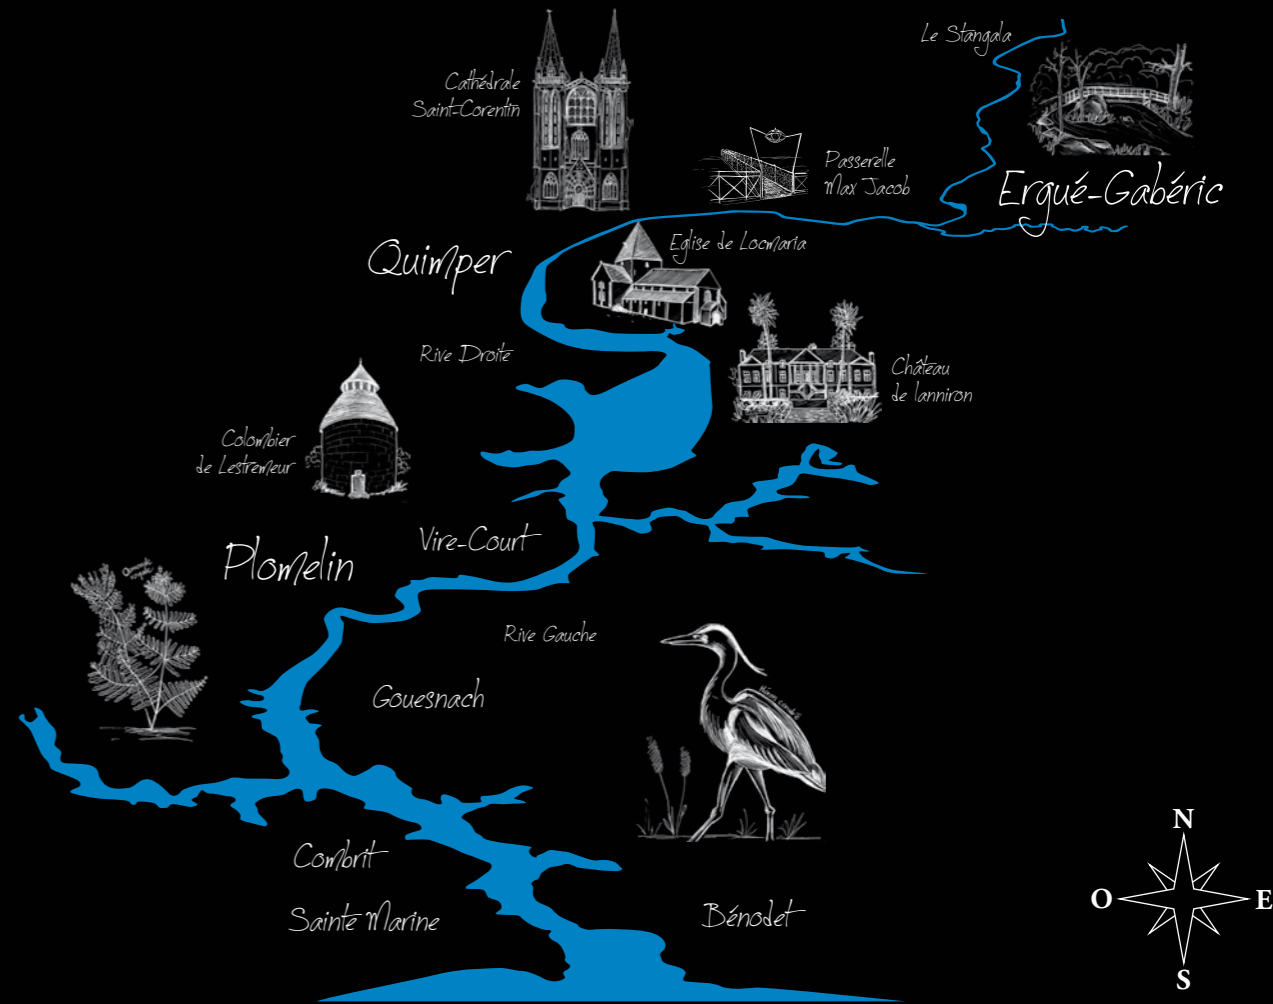 Le Stangala
Cathédrale
Saint-Corentin
Passerelle
Max Jacob
Ergué-Gabéric
Quimper
Eglise de Locmaria
Rive Droite
Château
de lanniron
Colombier
de Lestremeur
Vire-Court
Plomelin
Rive Gauche
Gouesnach
Combrit
Sainte Marine
Bénodet
N
O
E
S